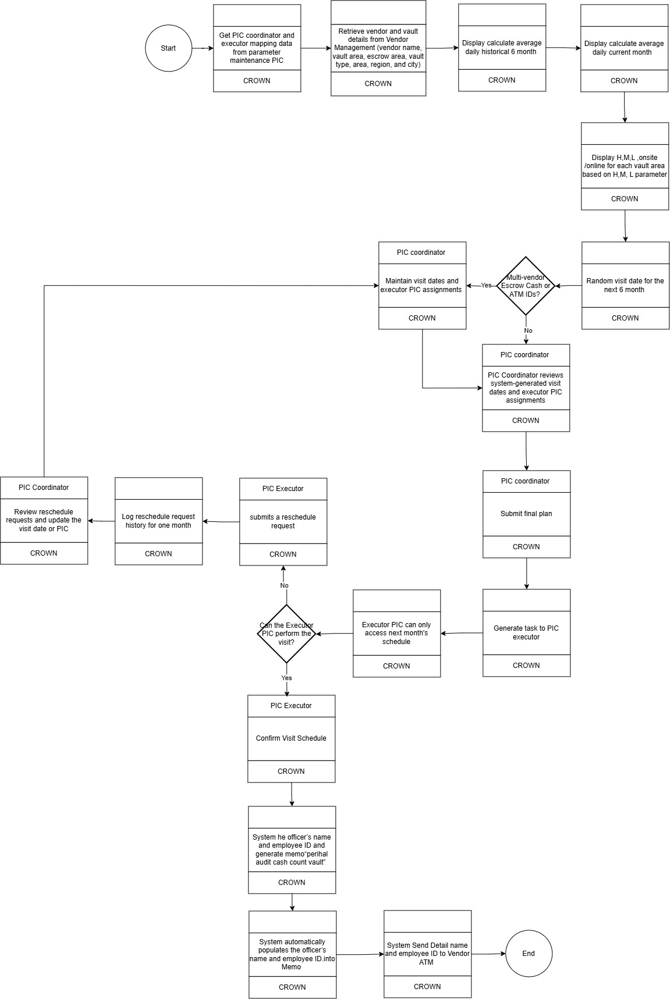 Start
Get PIC coordinator and
executor mapping data
from parameter
maintenance PIC
CROWN
Retrieve vendor and vault
details from Vendor
Management (vendor name,
vault area, escrow area, vault
type, area, region, and city)
CROWN
Display calculate average
daily historical 6 month
CROWN
Display calculate average
daily current month
CROWN
Display H,M,L ,onsite
/online for each vault area
based on H,M, L parameter
CROWN
Random visit date for the
next 6 month
CROWN
Multi-vendor
Escrow Cash or
ATM IDs?
Yes
No
PIC coordinator
Maintain visit dates and
executor PIC assignments
CROWN
PIC coordinator
PIC Coordinator reviews
system-generated visit
dates and executor PIC
assignments
CROWN
PIC coordinator
Submit final plan
CROWN
Generate task to PIC
executor
CROWN
Executor PIC can only
access next month's
schedule
CROWN
Can the Executor
PIC perform the
visit?
No
Yes
PIC Executor
submits a reschedule
request
CROWN
Log reschedule request
history for one month
CROWN
PIC Coordinator
Review reschedule
requests and update the
visit date or PIC
CROWN
PIC Executor
Confirm Visit Schedule
CROWN
System he officer’s name
and employee ID and
generate memo“perihal
audit cash count vault”
CROWN
System automatically
populates the officer’s
name and employee ID.into
Memo
CROWN
System Send Detail name
and employee ID to Vendor
ATM
CROWN
End